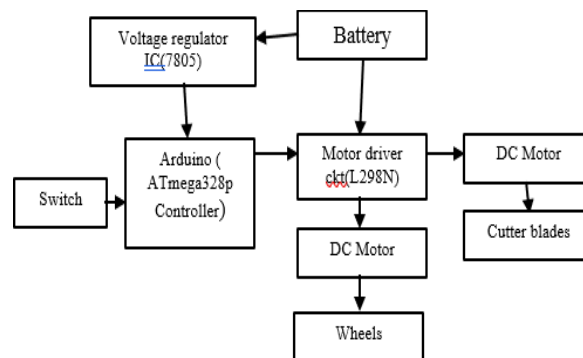 Voltage regulator
IC(7805)
Battery
Arduino (
ATmega328p
Controller)
Motor driver
ckt(L298N)
DC Motor
Switch
Cutter blades
DC Motor
Wheels